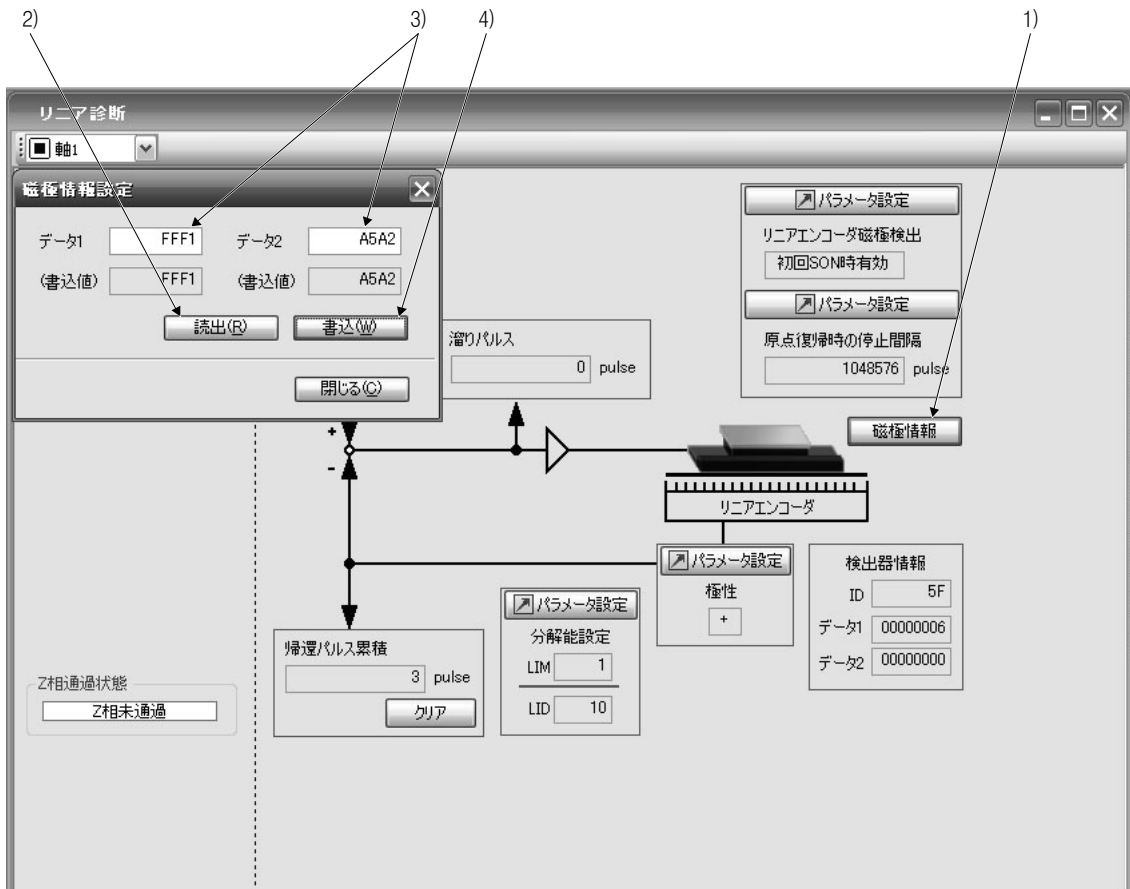 2) 3) 4) 1)
リニア診断
軸1
磁極情報設定
データ1 FFF1 データ2 A5A2
(書込値) FFF1 (書込値) A5A2
読出(R) 書込(W)
閉じる(C)
溜りパルス
0 pulse
パラメータ設定
リニアエンコーダ磁極検出
初回SON時有効
パラメータ設定
原点復帰時の停止間隔
1048576 pulse
磁極情報
+
-
リニアエンコーダ
パラメータ設定
極性
+
検出器情報
ID 5F
データ1 00000006
データ2 00000000
パラメータ設定
分解能設定
LIM 1
LID 10
帰還パルス累積
3 pulse
クリア
Z相通過状態
Z相未通過